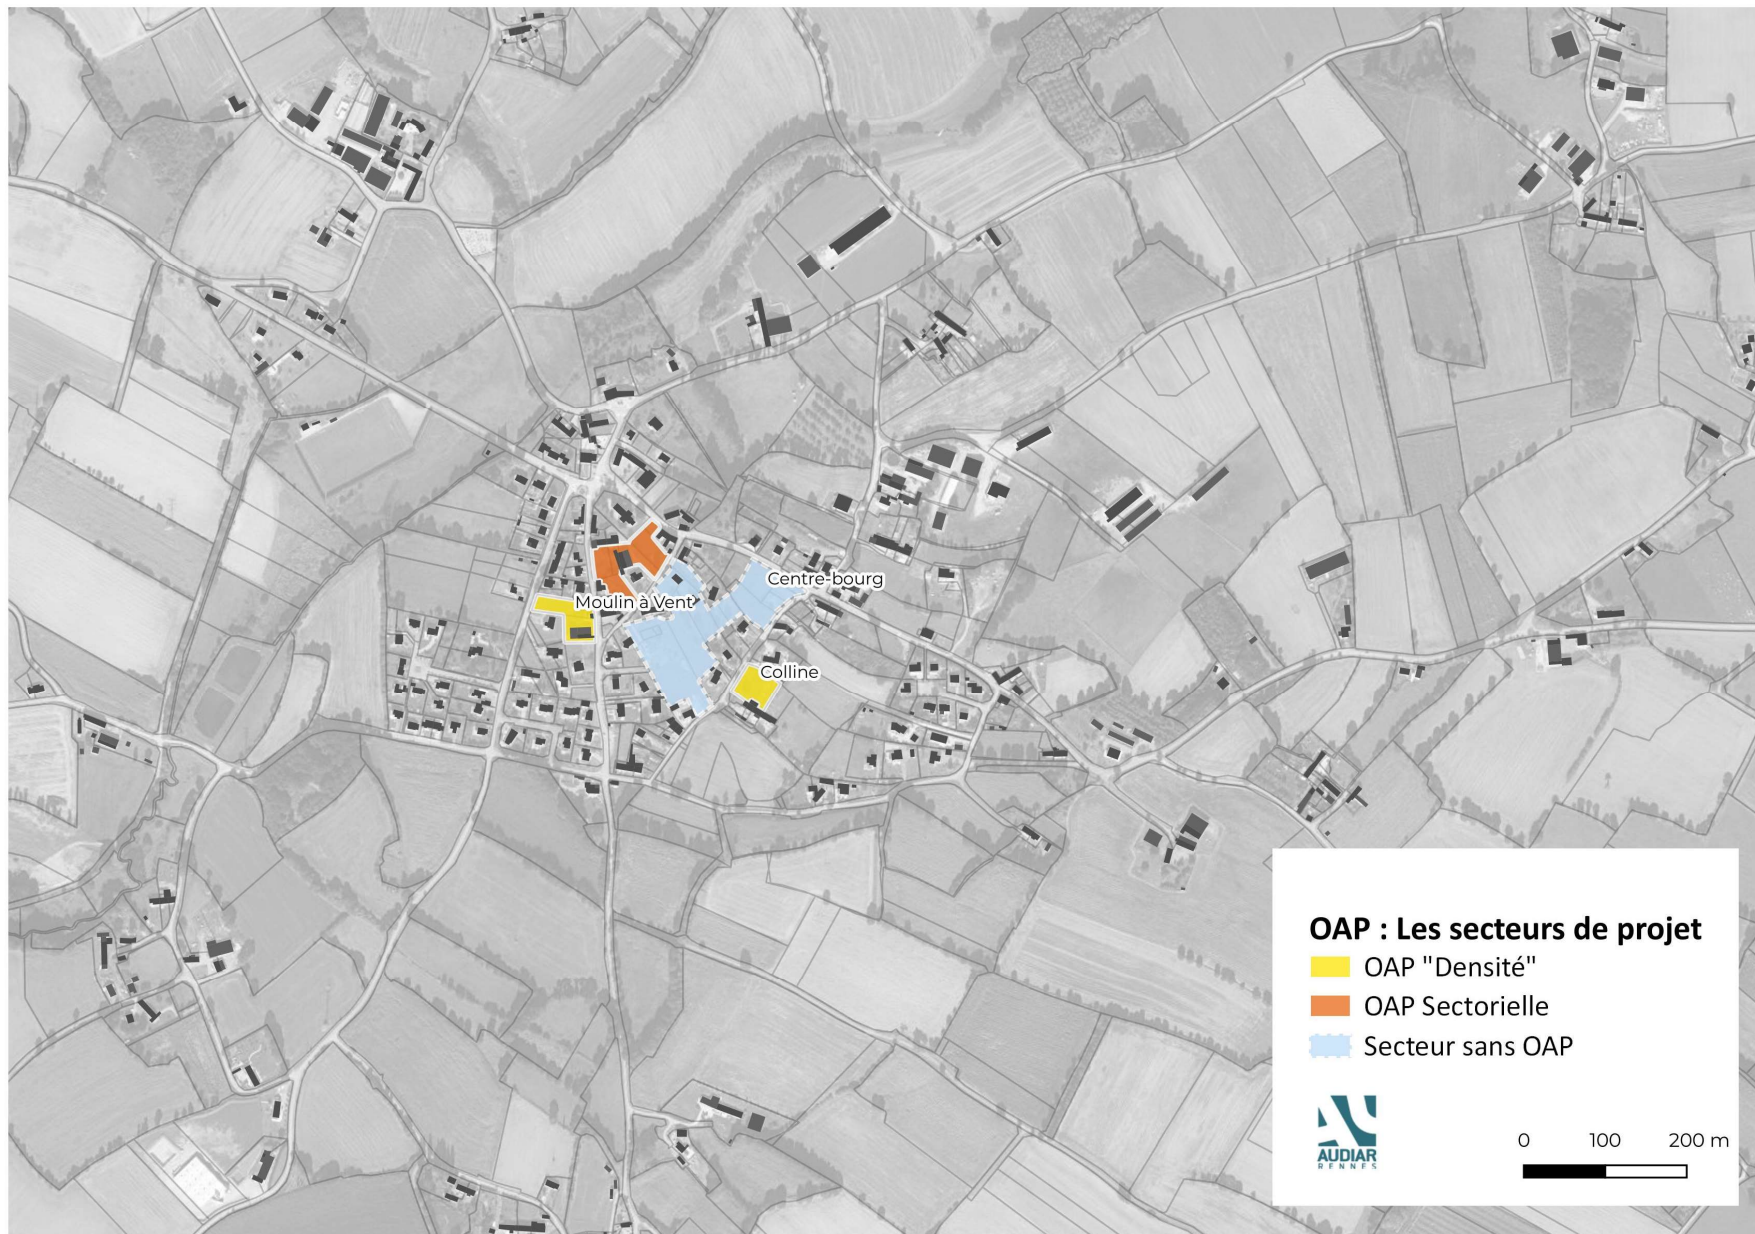 Centre-bourg
Moulin à Vent
Colline
OAP : Les secteurs de projet
OAP "Densité"
OAP Sectorielle
Secteur sans OAP
AUDIAR
RENNES
0 100 200 m